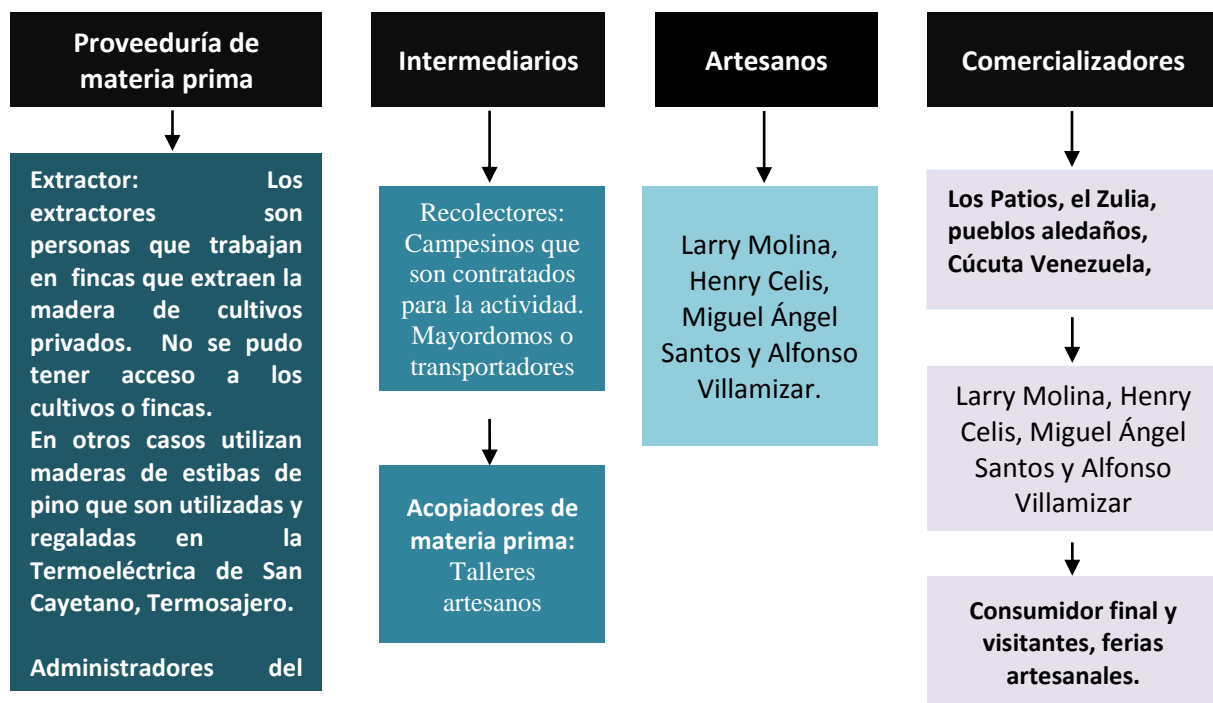 Proveeduría de
materia prima
Extractor: Los
extractores son
personas que trabajan
en fincas que extraen la
madera de cultivos
privados. No se pudo
tener acceso a los
cultivos o fincas.
En otros casos utilizan
maderas de estibas de
pino que son utilizadas y
regaladas en la
Termoeléctrica de San
Cayetano, Termosajero.
Administradores del
Intermediarios
Recolectores:
Campesinos que
son contratados
para la actividad.
Mayordomos o
transportadores
Acopiadores de
materia prima:
Talleres
artesanos
Artesanos
Larry Molina,
Henry Celis,
Miguel Ángel
Santos y Alfonso
Villamizar.
Comercializadores
Los Patios, el Zulia,
pueblos aledaños,
Cúcuta Venezuela,
Larry Molina, Henry
Celis, Miguel Ángel
Santos y Alfonso
Villamizar
Consumidor final y
visitantes, ferias
artesanales.